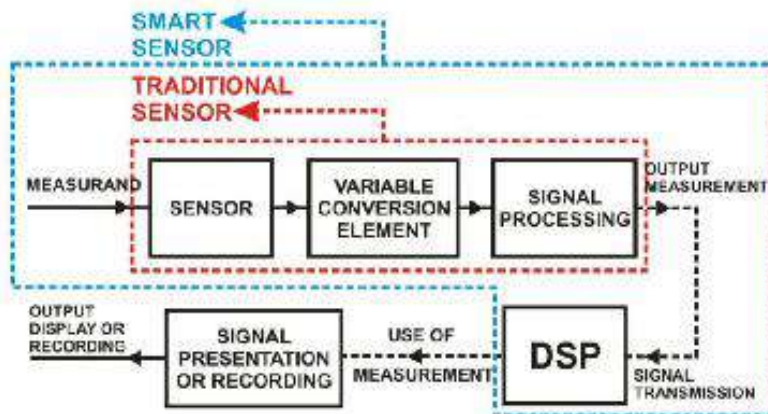 SMART
SENSOR
TRADITIONAL
SENSOR
MEASURAND
SENSOR
VARIABLE
CONVERSION
ELEMENT
SIGNAL
PROCESSING
OUTPUT
MEASUREMENT
OUTPUT
DISPLAY OR
RECORDING
SIGNAL
PRESENTATION
OR RECORDING
USE OF
MEASUREMENT
DSP
SIGNAL
TRANSMISSION